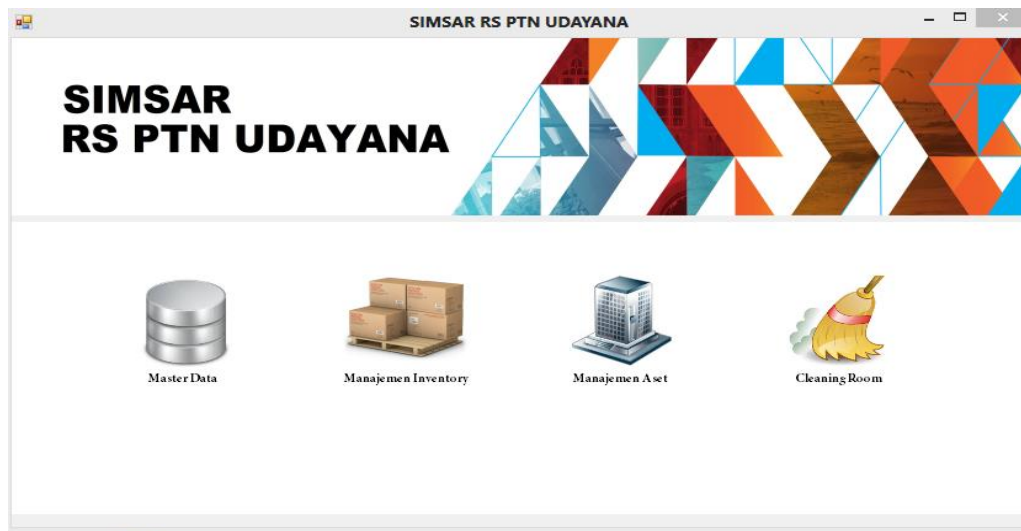 SIMSAR RS PTN UDAYANA
SIMSAR
RS PTN UDAYANA
Master Data
Manajemen Inventory
Manajemen Aset
Cleaning Room